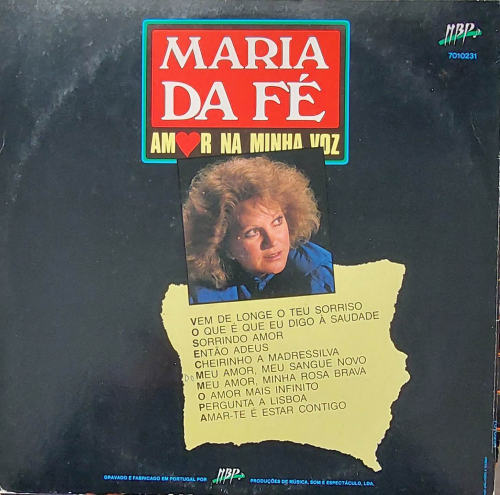 MBP
7010231
MARIA
DA FÉ
AM♥R NA MINHA VOZ
VEM DE LONGE O TEU SORRISO
O QUE É QUE EU DIGO À SAUDADE
SORRINDO AMOR
ENTÃO ADEUS
CHEIRINHO A MADRESSILVA
MEU AMOR, MEU SANGUE NOVO
MEU AMOR, MINHA ROSA BRAVA
O AMOR MAIS INFINITO
PERGUNTA A LISBOA
AMAR-TE É ESTAR CONTIGO
GRAVADO E FABRICADO EM PORTUGAL POR MBP PRODUÇÕES DE MÚSICA, SOM E ESPECTÁCULO, LDA.